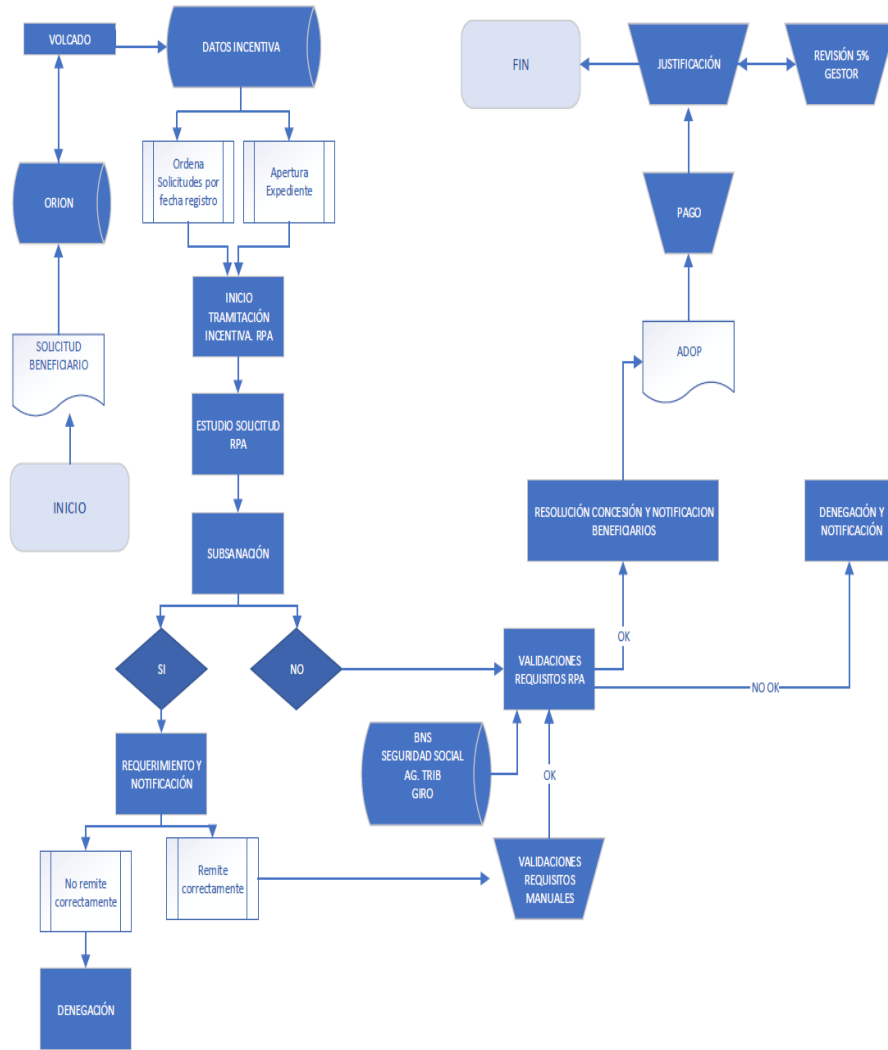 VOLCADO
DATOS INCENTIVA
FIN
JUSTIFICACIÓN
REVISIÓN 5%
GESTOR
Ordena
Solicitudes por
fecha registro
Apertura
Expediente
ORION
PAGO
INICIO
TRAMITACIÓN
INCENTIVA. RPA
SOLICITUD
BENEFICIARIO
ADOP
ESTUDIO SOLICITUD
RPA
INICIO
RESOLUCIÓN CONCESIÓN Y NOTIFICACION
BENEFICIARIOS
DENEGACIÓN Y
NOTIFICACIÓN
SUBSANACIÓN
OK
SI
NO
VALIDACIONES
REQUISITOS RPA
NO OK
BNS
SEGURIDAD SOCIAL
AG. TRIB
GIRO
REQUERIMIENTO Y
NOTIFICACIÓN
OK
No remite
correctamente
Remite
correctamente
VALIDACIONES
REQUISITOS
MANUALES
DENEGACIÓN